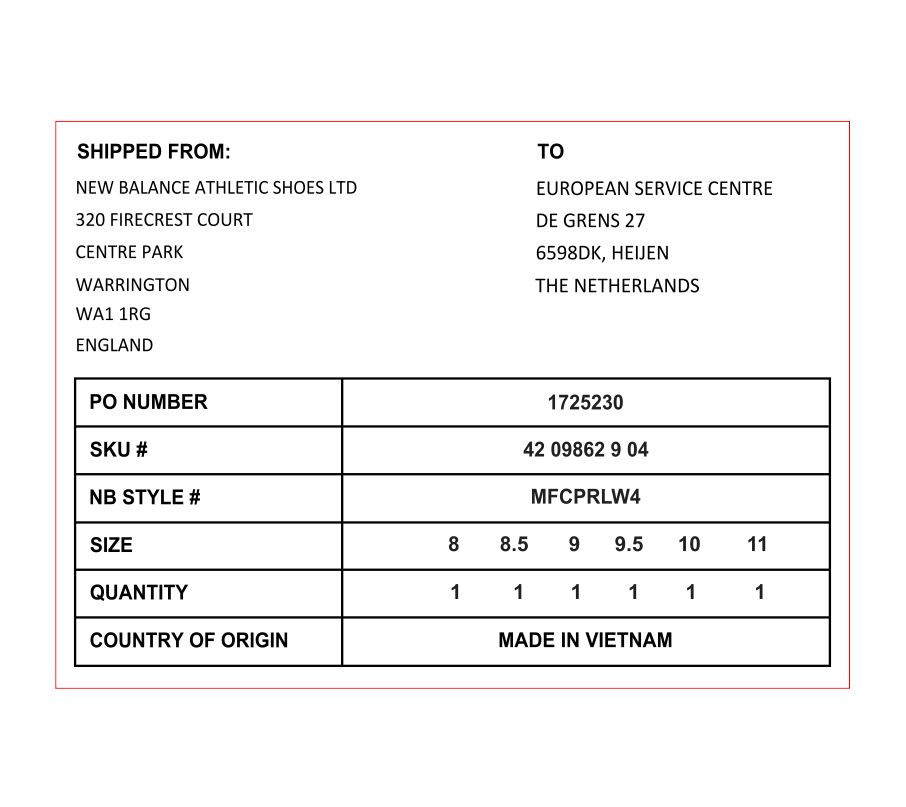 SHIPPED FROM:
NEW BALANCE ATHLETIC SHOES LTD
320 FIRECREST COURT
CENTRE PARK
WARRINGTON
WA1 1RG
ENGLAND
TO
EUROPEAN SERVICE CENTRE
DE GRENS 27
6598DK, HEIJEN
THE NETHERLANDS
PO NUMBER 1725230
SKU # 42 09862 9 04
NB STYLE # MFCPRLW4
SIZE 8 8.5 9 9.5 10 11
QUANTITY 1 1 1 1 1 1
COUNTRY OF ORIGIN MADE IN VIETNAM